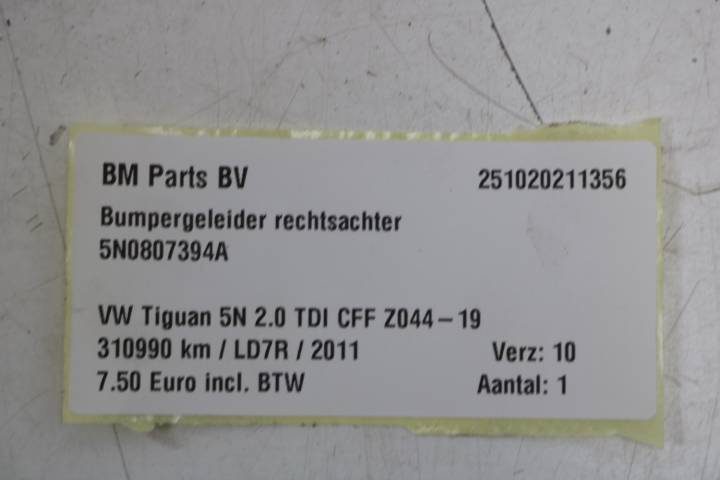 BM Parts BV 251020211356
Bumpergeleider rechtsachter
5N0807394A
VW Tiguan 5N 2.0 TDI CFF Z044-19
310990 km / LD7R / 2011 Verz: 10
7.50 Euro incl. BTW Aantal: 1